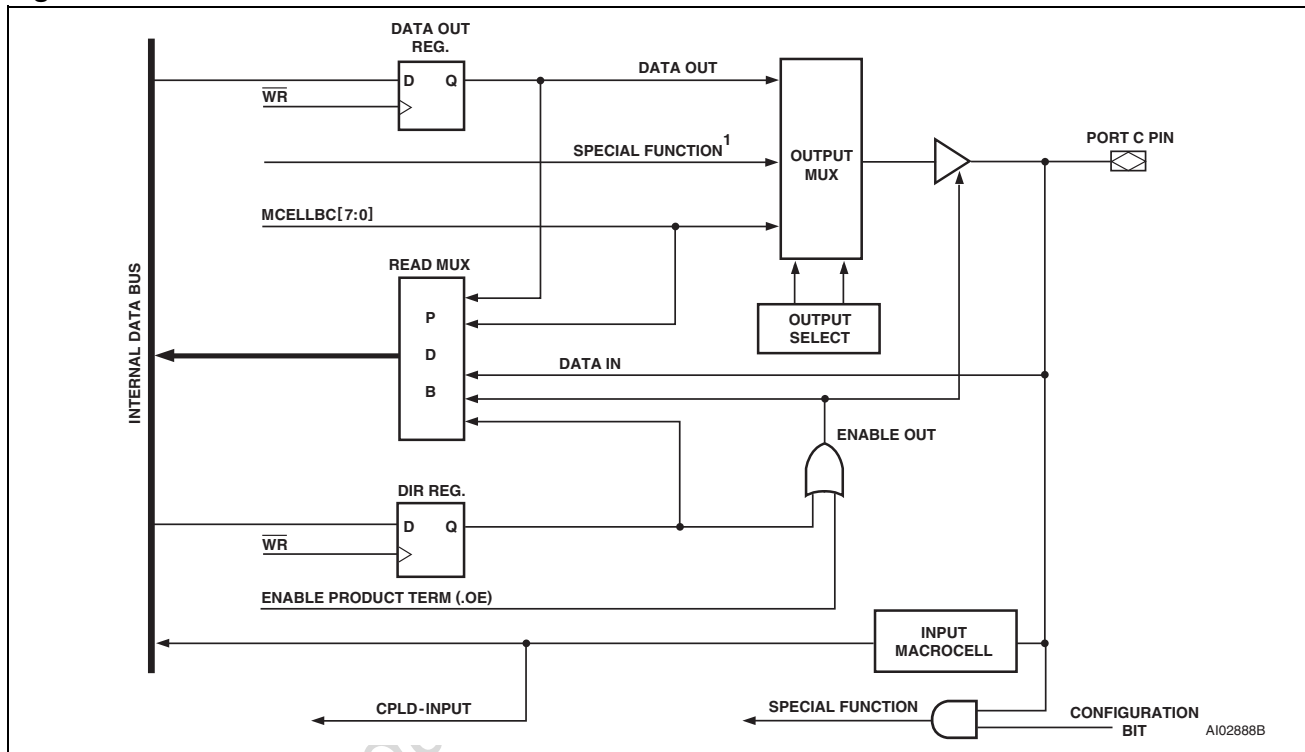 DATA OUT
REG.
D Q
WR
DATA OUT
SPECIAL FUNCTION1
OUTPUT
MUX
PORT C PIN
MCELLBC[7:0]
READ MUX
P
D
B
OUTPUT
SELECT
INTERNAL DATA BUS
DATA IN
ENABLE OUT
DIR REG.
D Q
WR
ENABLE PRODUCT TERM (.OE)
INPUT
MACROCELL
CPLD-INPUT
SPECIAL FUNCTION
CONFIGURATION
BIT
AI02888B